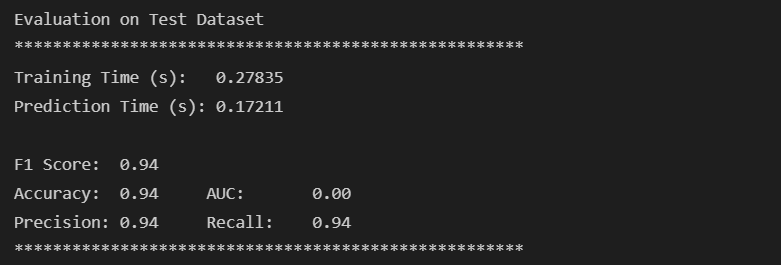 Evaluation on Test Dataset
*****************************************************
Training Time (s):   0.27835
Prediction Time (s): 0.17211
F1 Score:  0.94
Accuracy:  0.94     AUC:       0.00
Precision: 0.94     Recall:    0.94
*****************************************************